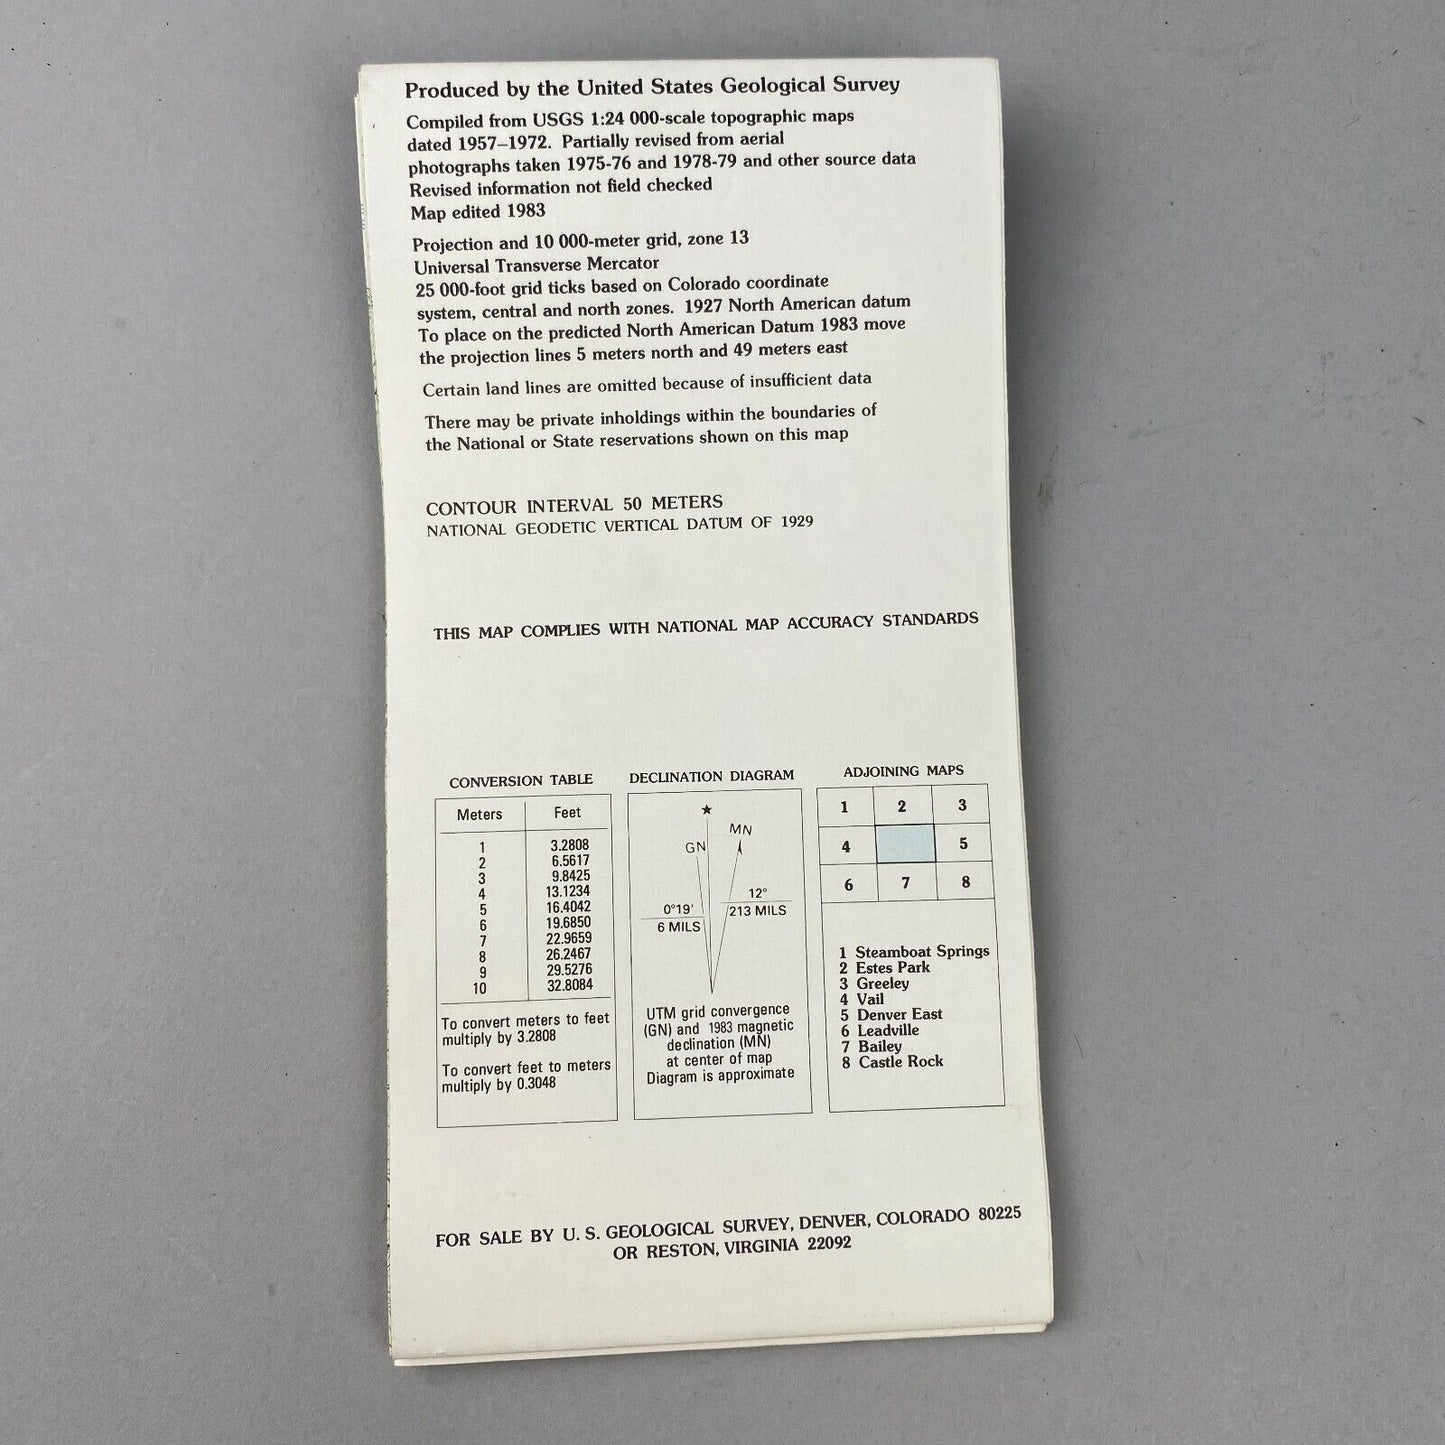 Produced by the United States Geological Survey
Compiled from USGS 1:24 000-scale topographic maps
dated 1957–1972. Partially revised from aerial
photographs taken 1975-76 and 1978-79 and other source data
Revised information not field checked
Map edited 1983
Projection and 10 000-meter grid, zone 13
Universal Transverse Mercator
25 000-foot grid ticks based on Colorado coordinate
system, central and north zones. 1927 North American datum
To place on the predicted North American Datum 1983 move
the projection lines 5 meters north and 49 meters east
Certain land lines are omitted because of insufficient data
There may be private inholdings within the boundaries of
the National or State reservations shown on this map
CONTOUR INTERVAL 50 METERS
NATIONAL GEODETIC VERTICAL DATUM OF 1929
THIS MAP COMPLIES WITH NATIONAL MAP ACCURACY STANDARDS
CONVERSION TABLE
Meters Feet
1 3.2808
2 6.5617
3 9.8425
4 13.1234
5 16.4042
6 19.6850
7 22.9659
8 26.2467
9 29.5276
10 32.8084
To convert meters to feet
multiply by 3.2808
To convert feet to meters
multiply by 0.3048
DECLINATION DIAGRAM
★
MN
GN
12°
0°19′
213 MILS
6 MILS
UTM grid convergence
(GN) and 1983 magnetic
declination (MN)
at center of map
Diagram is approximate
ADJOINING MAPS
1 2 3
4 5
6 7 8
1 Steamboat Springs
2 Estes Park
3 Greeley
4 Vail
5 Denver East
6 Leadville
7 Bailey
8 Castle Rock
FOR SALE BY U. S. GEOLOGICAL SURVEY, DENVER, COLORADO 80225
OR RESTON, VIRGINIA 22092